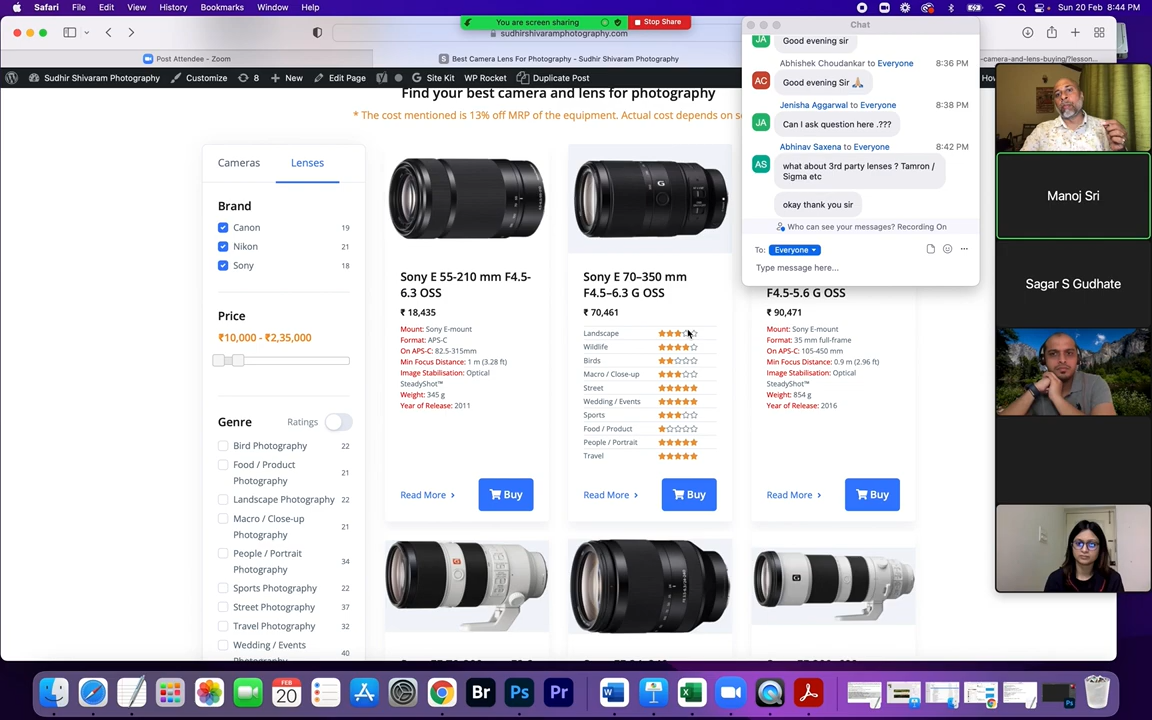 Safari File Edit View History Bookmarks Window Help
Sun 20 Feb 8:44 PM
You are screen sharing
Stop Share
sudhirshivaramphotography.com
Post Attendee - Zoom
Best Camera Lens For Photography - Sudhir Shivaram Photography
-camera-and-lens-buying/?lesson...
Sudhir Shivaram Photography Customize 8 New Edit Page Site Kit WP Rocket Duplicate Post
How
Find your best camera and lens for photography
* The cost mentioned is 13% off MRP of the equipment. Actual cost depends on s
Cameras
Lenses
Brand
Canon 19
Nikon 21
Sony 18
Price
₹10,000 - ₹2,35,000
Genre
Ratings
Bird Photography 22
Food / Product
Photography 21
Landscape Photography 22
Macro / Close-up
Photography 21
People / Portrait
Photography 34
Sports Photography 22
Street Photography 37
Travel Photography 32
Wedding / Events
Photography 40
Sony E 55-210 mm F4.5-
6.3 OSS
₹ 18,435
Mount: Sony E-mount
Format: APS-C
On APS-C: 82.5-315mm
Min Focus Distance: 1 m (3.28 ft)
Image Stabilisation: Optical
SteadyShot™
Weight: 345 g
Year of Release: 2011
Read More
Buy
Sony E 70–350 mm
F4.5–6.3 G OSS
₹ 70,461
Landscape
Wildlife
Birds
Macro / Close-up
Street
Wedding / Events
Sports
Food / Product
People / Portrait
Travel
Read More
Buy
F4.5-5.6 G OSS
₹ 90,471
Mount: Sony E-mount
Format: 35 mm full-frame
On APS-C: 105-450 mm
Min Focus Distance: 0.9 m (2.96 ft)
Image Stabilisation: Optical
SteadyShot™
Weight: 854 g
Year of Release: 2016
Read More
Buy
Chat
JA
Good evening sir
Abhishek Choudankar to Everyone 8:36 PM
AC
Good evening Sir 🙏🏼
Jenisha Aggarwal to Everyone 8:38 PM
JA
Can I ask question here .???
Abhinav Saxena to Everyone 8:42 PM
AS
what about 3rd party lenses ? Tamron /
Sigma etc
okay thank you sir
Who can see your messages? Recording On
To: Everyone
Type message here...
Manoj Sri
Sagar S Gudhate
FEB
20
Br
Ps
Pr